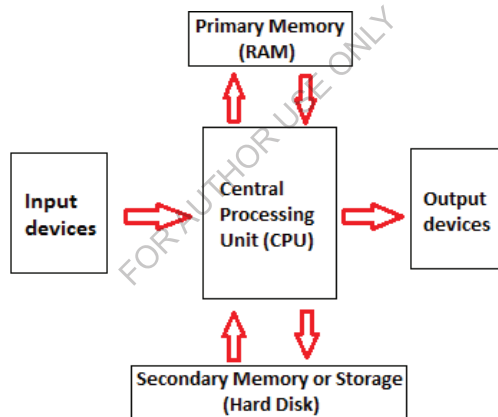 Primary Memory
(RAM)
FOR AUTHOR USE ONLY
Input
devices
Central
Processing
Unit (CPU)
Output
devices
Secondary Memory or Storage
(Hard Disk)